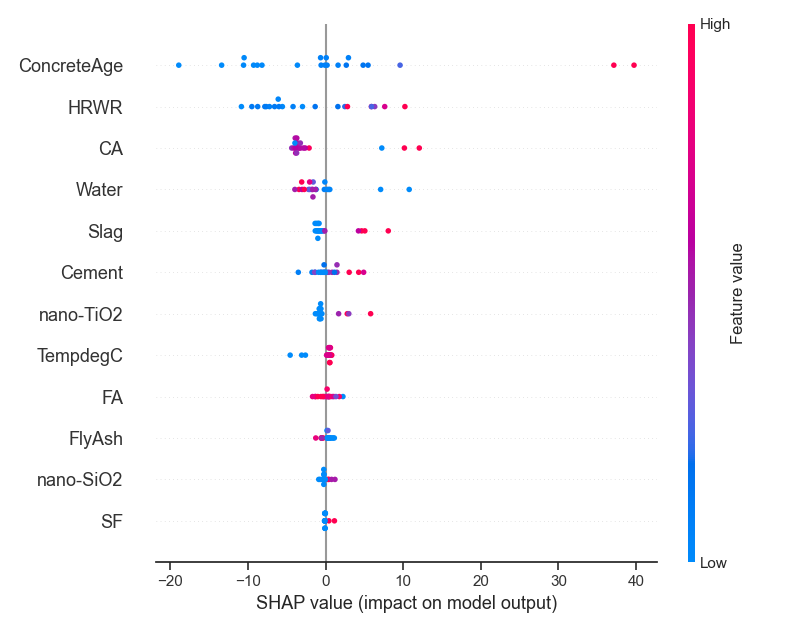 High
ConcreteAge
HRWR
CA
Water
Slag
Cement
nano-TiO2
TempdegC
FA
FlyAsh
nano-SiO2
SF
Feature value
Low
−20 −10 0 10 20 30 40
SHAP value (impact on model output)